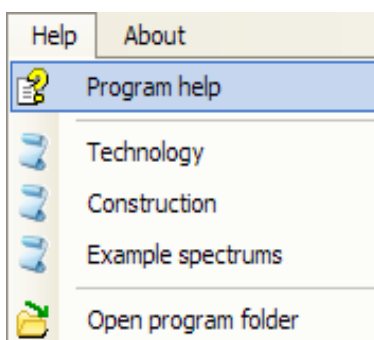 Help About
Program help
Technology
Construction
Example spectrums
Open program folder